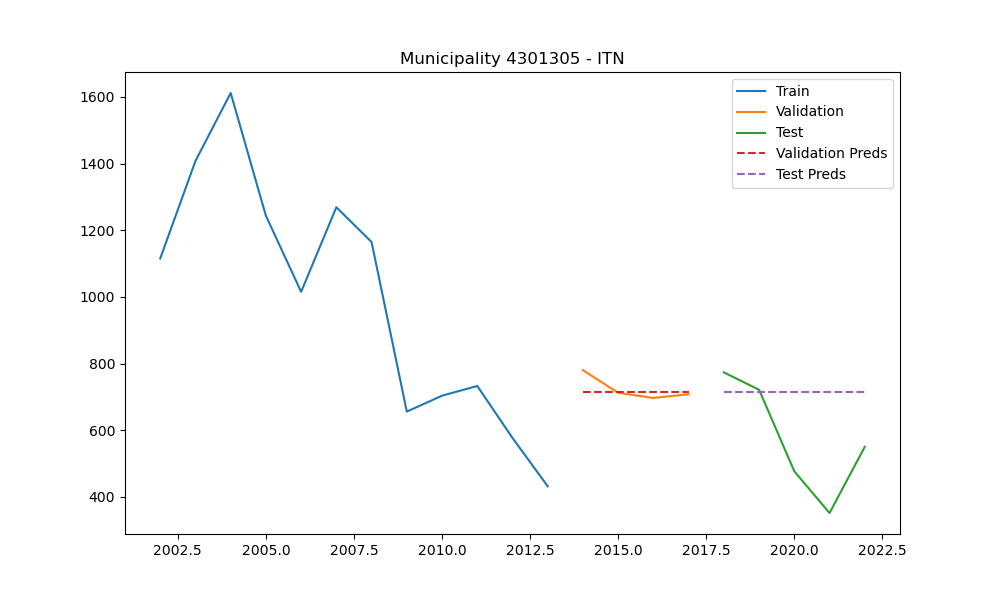 Municipality 4301305 - ITN
Train
Validation
Test
Validation Preds
Test Preds
1600
1400
1200
1000
800
600
400
2002.5 2005.0 2007.5 2010.0 2012.5 2015.0 2017.5 2020.0 2022.5